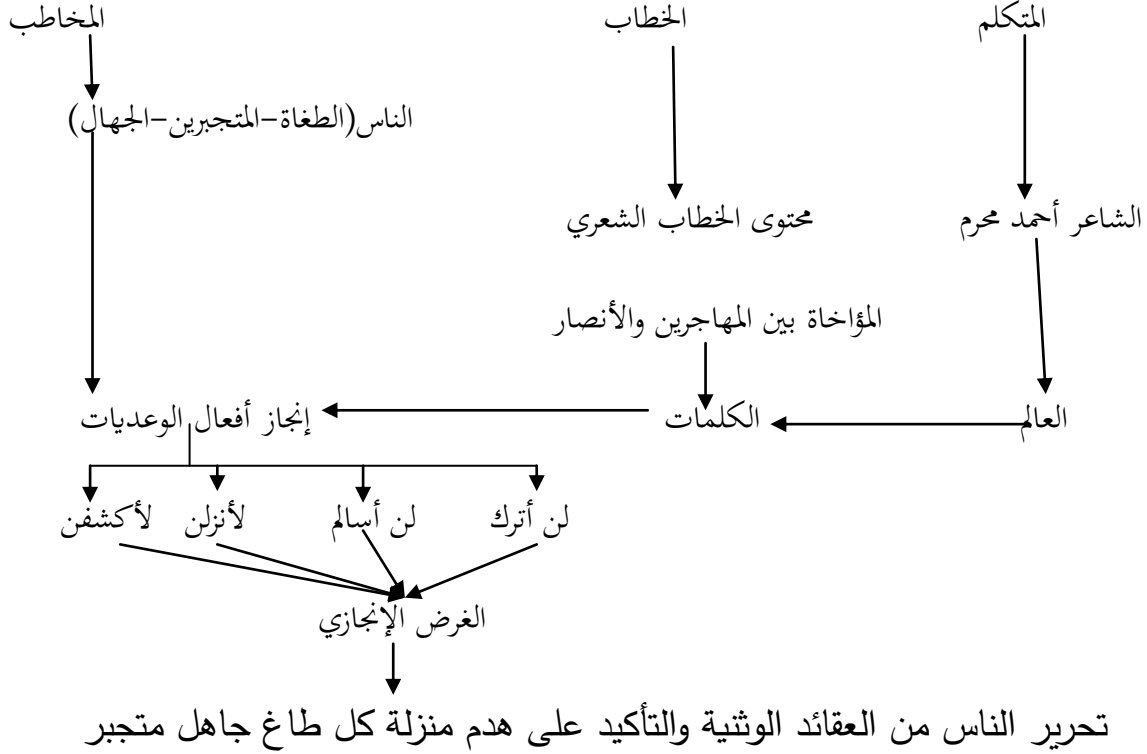 المتكلم الخطاب المخاطب
الناس(الطغاة-المتجبرين-الجهال)
الشاعر أحمد محرم محتوى الخطاب الشعري
المؤاخاة بين المهاجرين والأنصار
العالم الكلمات إنجاز أفعال الوعديات
لن أترك لن أسالم لأنزلن لأكشفن
الغرض الإنجازي
تحرير الناس من العقائد الوثنية والتأكيد على هدم منزلة كل طاغ جاهل متجبر